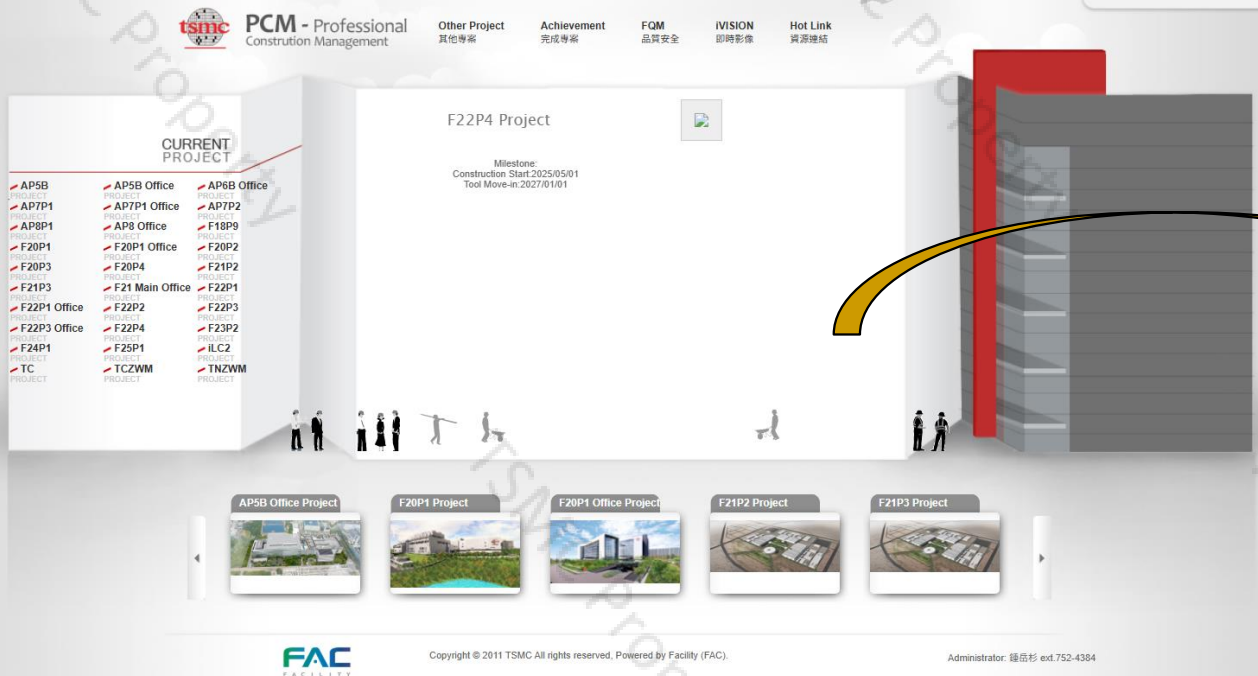 tsmc
PCM - Professional
Constrution Management
Other Project
其他專案
Achievement
完成專案
FQM
品質安全
iVISION
即時影像
Hot Link
資源連結
CURRENT
PROJECT
AP5B AP5B Office AP6B Office
PROJECT PROJECT PROJECT
AP7P1 AP7P1 Office AP7P2
PROJECT PROJECT PROJECT
AP8P1 AP8 Office F18P9
PROJECT PROJECT PROJECT
F20P1 F20P1 Office F20P2
PROJECT PROJECT PROJECT
F20P3 F20P4 F21P2
PROJECT PROJECT PROJECT
F21P3 F21 Main Office F22P1
PROJECT PROJECT PROJECT
F22P1 Office F22P2 F22P3
PROJECT PROJECT PROJECT
F22P3 Office F22P4 F23P2
PROJECT PROJECT PROJECT
F24P1 F25P1 iLC2
PROJECT PROJECT PROJECT
TC TCZWM TNZWM
PROJECT PROJECT PROJECT
F22P4 Project
Milestone:
Construction Start:2025/05/01
Tool Move-in:2027/01/01
AP5B Office Project
F20P1 Project
F20P1 Office Project
F21P2 Project
F21P3 Project
FAC
FACILITY
Copyright © 2011 TSMC All rights reserved, Powered by Facility (FAC).
Administrator: 鍾岳杉 ext.752-4384
TSMC Property